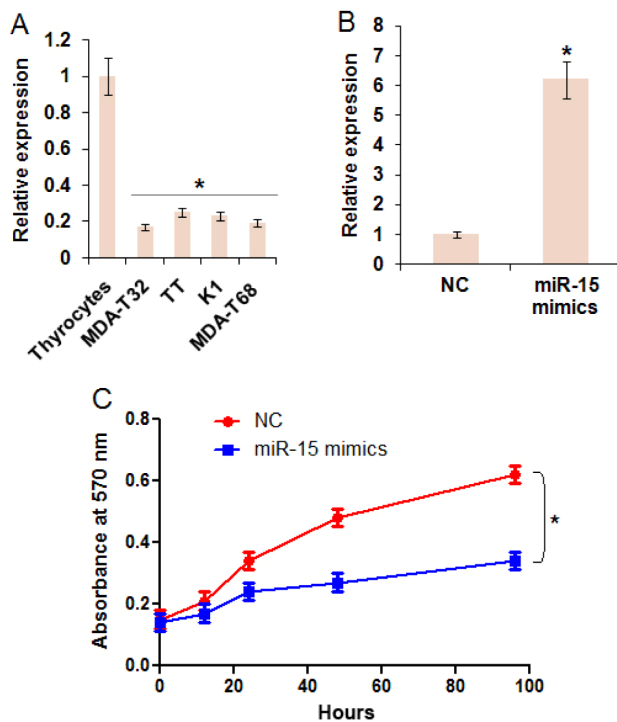 A
Relative expression
1.2
1
0.8
0.6
0.4
0.2
0
*
Thyrocytes
MDA-T32
TT
K1
MDA-T68
B
Relative expression
8
7
6
5
4
3
2
1
0
*
NC
miR-15
mimics
C
NC
miR-15 mimics
Absorbance at 570 nm
0.8
0.6
0.4
0.2
0.0
*
0
20
40
60
80
100
Hours